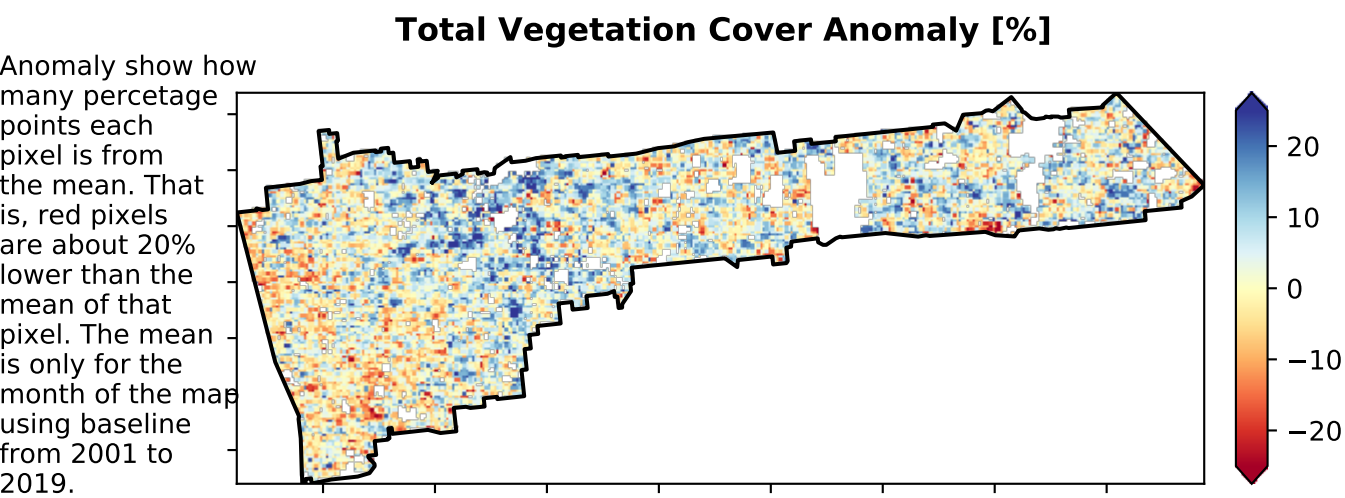 Total Vegetation Cover Anomaly [%]
Anomaly show how
many percetage
points each
pixel is from
the mean. That
is, red pixels
are about 20%
lower than the
mean of that
pixel. The mean
is only for the
month of the map
using baseline
from 2001 to
2019.
20
10
0
−10
−20